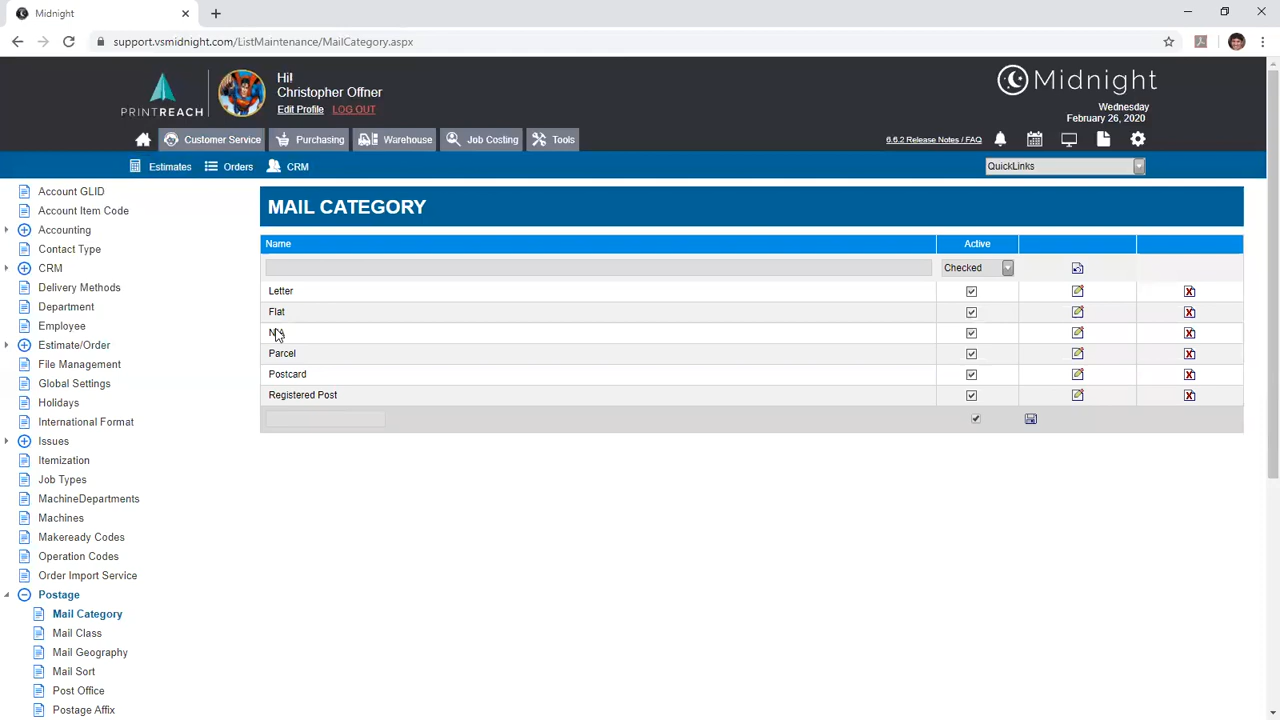 Midnight
support.vsmidnight.com/ListMaintenance/MailCategory.aspx
PRINTREACH
Hi!
Christopher Offner
Edit Profile LOG OUT
Midnight
Wednesday
February 26, 2020
Customer Service Purchasing Warehouse Job Costing Tools
6.6.2 Release Notes / FAQ
Estimates Orders CRM
QuickLinks
Account GLID
Account Item Code
Accounting
Contact Type
CRM
Delivery Methods
Department
Employee
Estimate/Order
File Management
Global Settings
Holidays
International Format
Issues
Itemization
Job Types
MachineDepartments
Machines
Makeready Codes
Operation Codes
Order Import Service
Postage
Mail Category
Mail Class
Mail Geography
Mail Sort
Post Office
Postage Affix
MAIL CATEGORY
Name Active
Checked
Letter
Flat
Parcel
Postcard
Registered Post